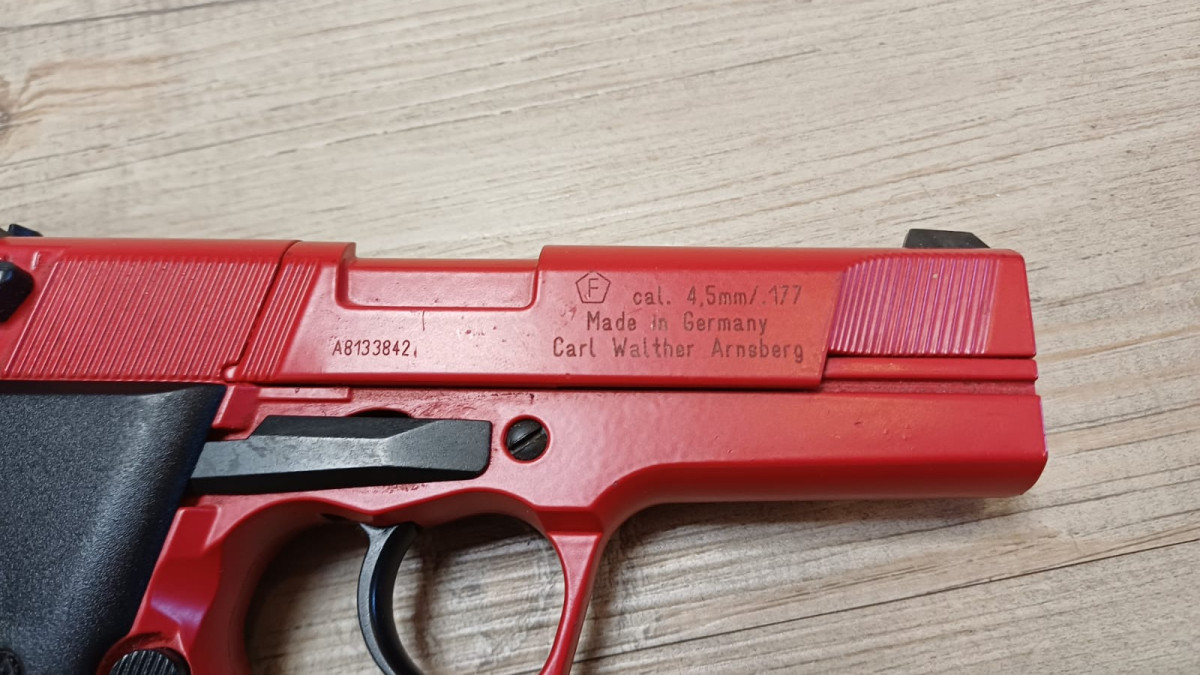 F cal. 4,5mm/.177
Made in Germany
Carl Walther Arnsberg
A8133842